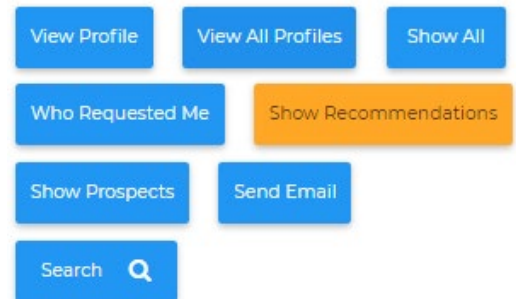 View Profile View All Profiles Show All
Who Requested Me Show Recommendations
Show Prospects Send Email
Search